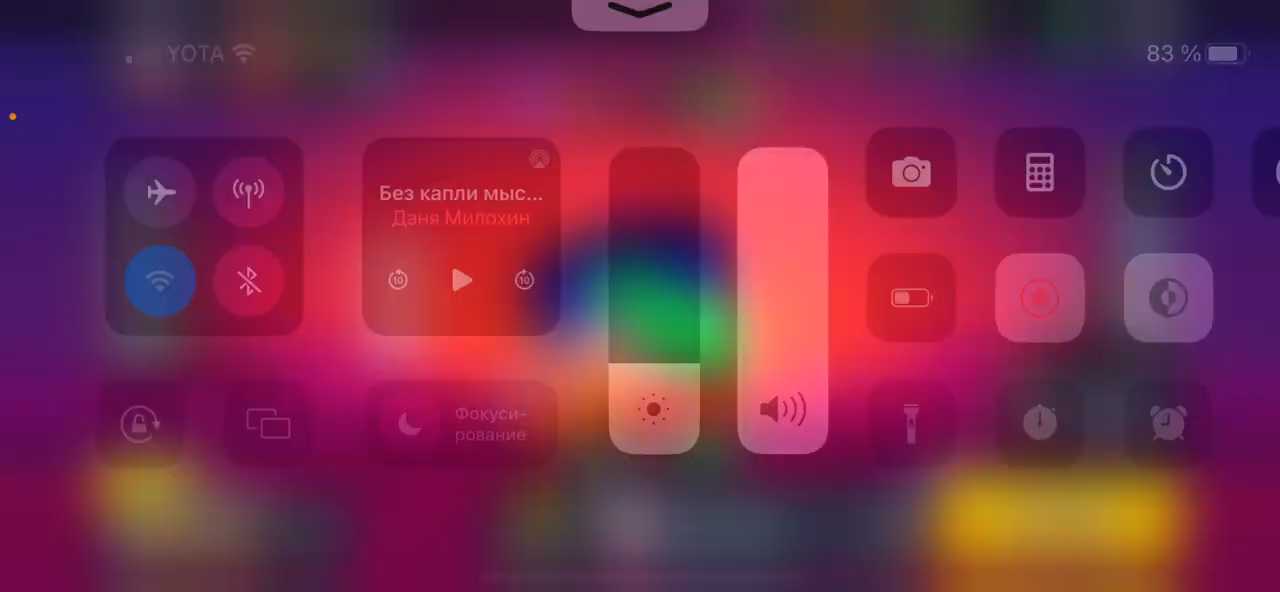 YOTA
83 %
Без капли мыс...
Даня Милохин
10
10
Фокуси-
рование